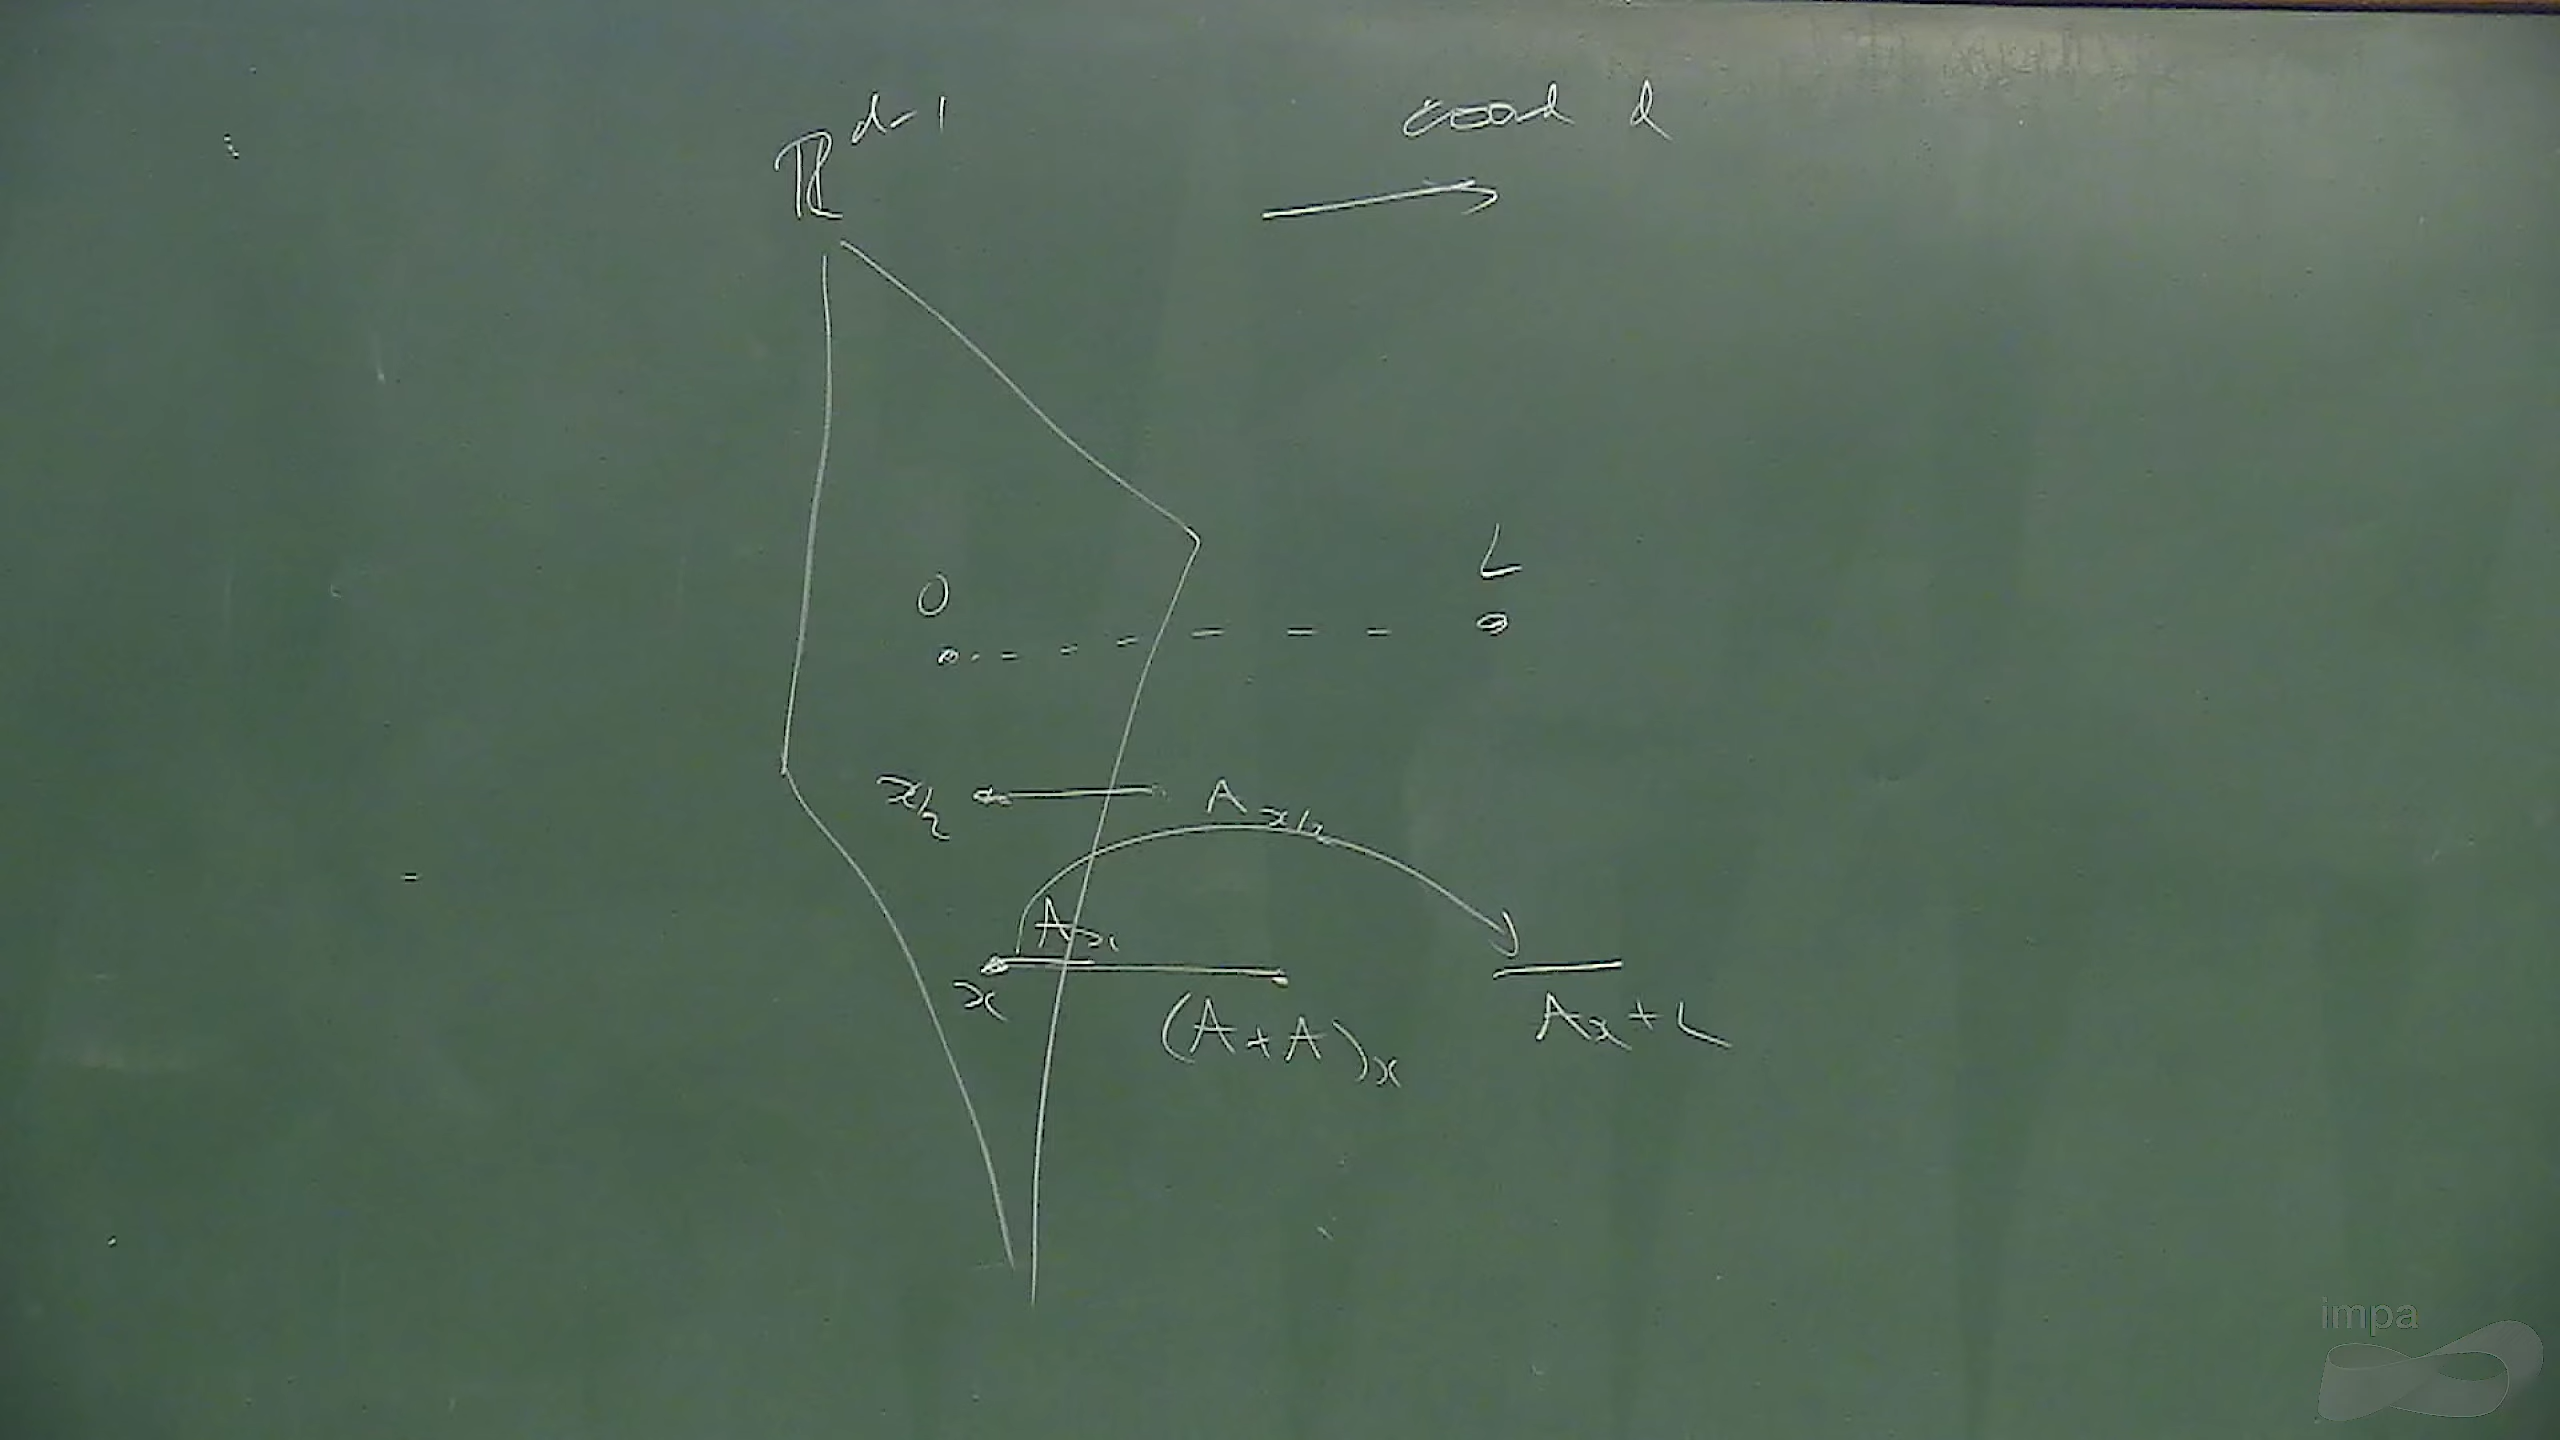 ℝ^{d-1}
coord d
0
L
x/2
A_{x/2}
A_x
x
(A+A)_x
A_x+L
impa